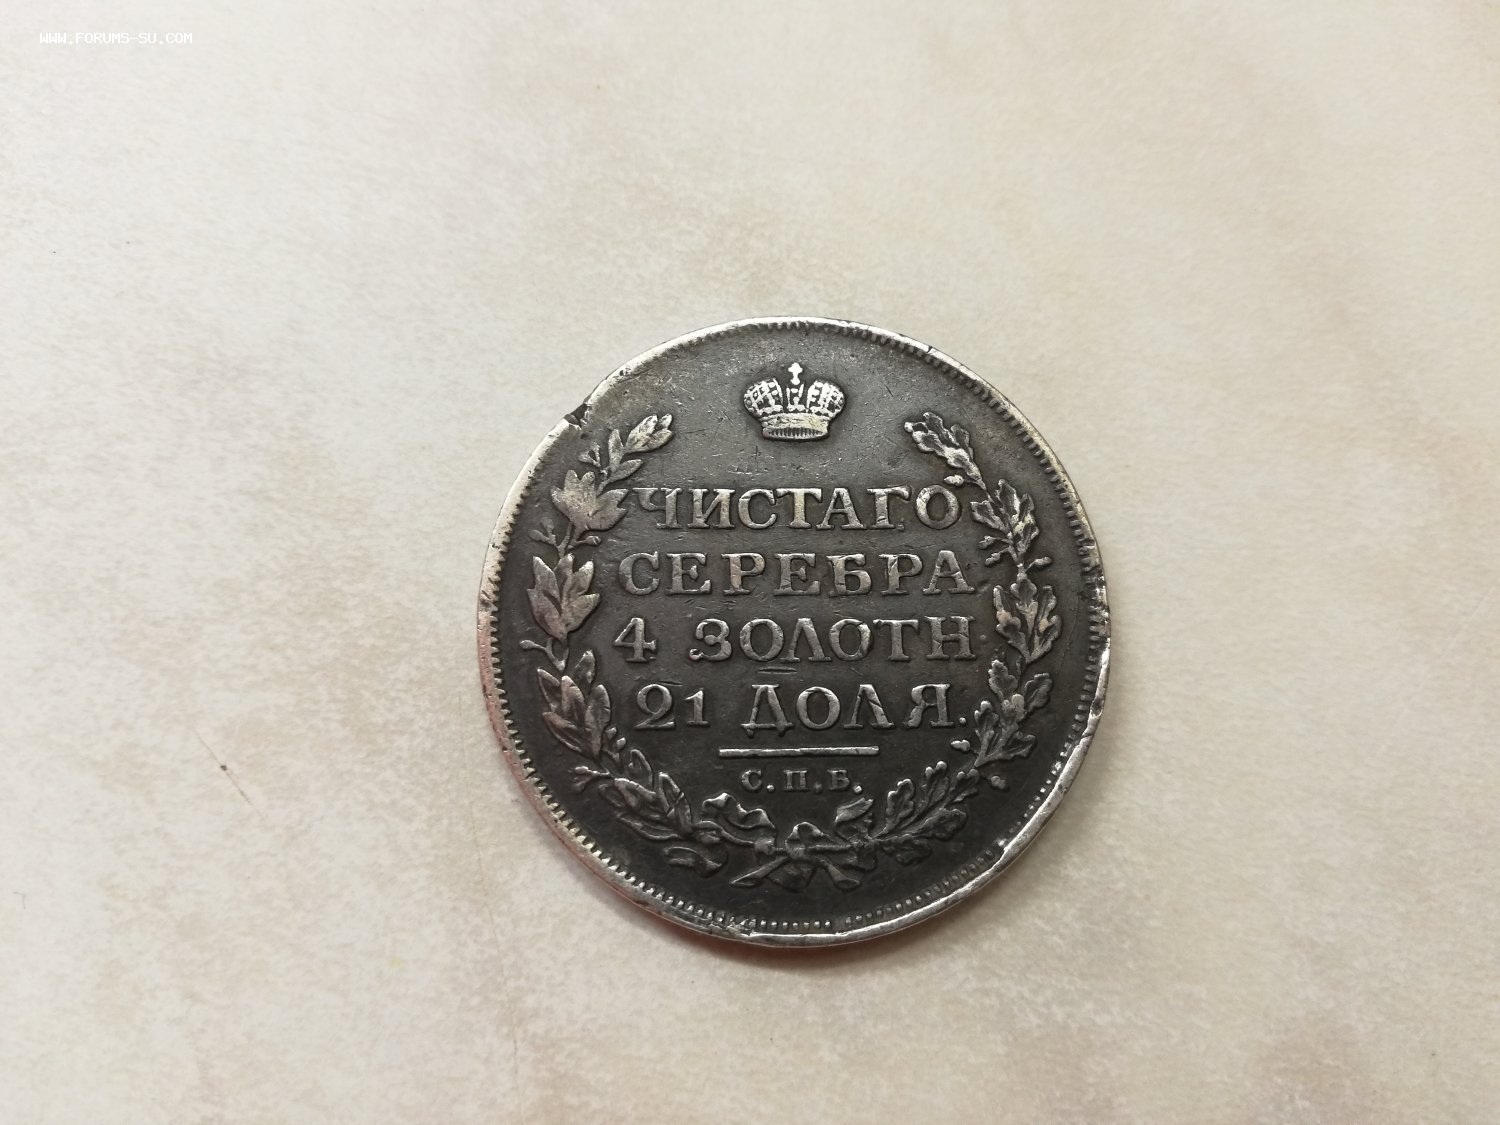 WWW.FORUMS-SU.COM
ЧИСТАГО
СЕРЕБРА
4 ЗОЛОТН
21 ДОЛЯ.
С.П.Б.